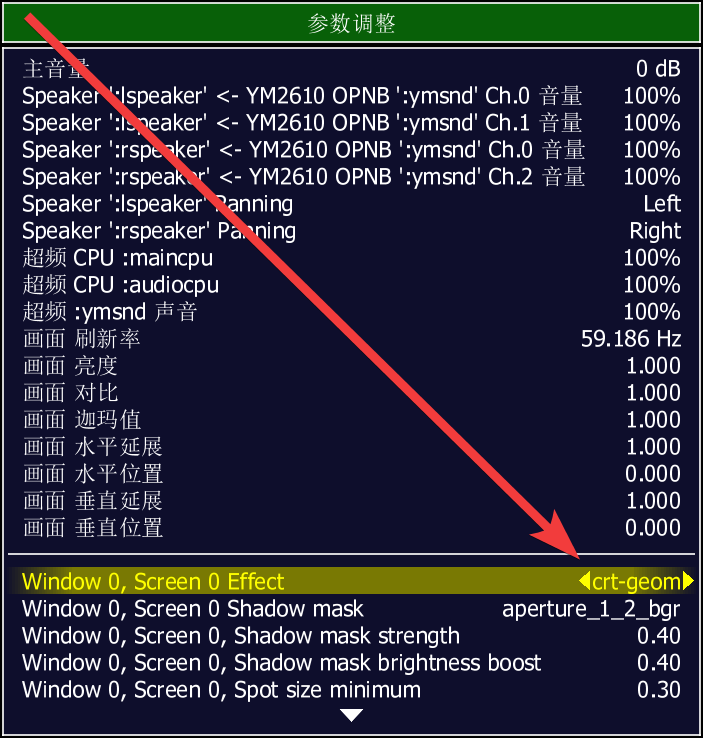 参数调整
主音量 0 dB
Speaker ':lspeaker' <- YM2610 OPNB ':ymsnd' Ch.0 音量 100%
Speaker ':lspeaker' <- YM2610 OPNB ':ymsnd' Ch.1 音量 100%
Speaker ':rspeaker' <- YM2610 OPNB ':ymsnd' Ch.0 音量 100%
Speaker ':rspeaker' <- YM2610 OPNB ':ymsnd' Ch.2 音量 100%
Speaker ':lspeaker' Panning Left
Speaker ':rspeaker' Panning Right
超频 CPU :maincpu 100%
超频 CPU :audiocpu 100%
超频 :ymsnd 声音 100%
画面 刷新率 59.186 Hz
画面 亮度 1.000
画面 对比 1.000
画面 迦玛值 1.000
画面 水平延展 1.000
画面 水平位置 0.000
画面 垂直延展 1.000
画面 垂直位置 0.000
Window 0, Screen 0 Effect crt-geom
Window 0, Screen 0 Shadow mask aperture_1_2_bgr
Window 0, Screen 0, Shadow mask strength 0.40
Window 0, Screen 0, Shadow mask brightness boost 0.40
Window 0, Screen 0, Spot size minimum 0.30